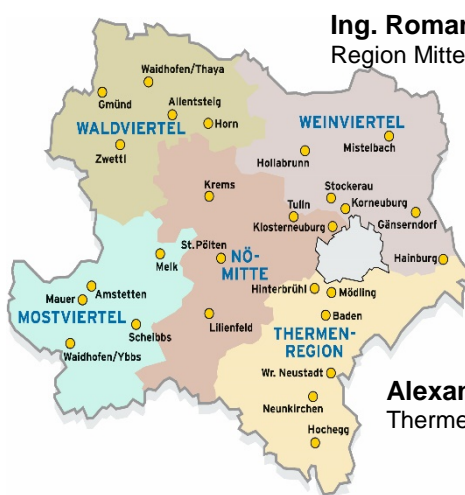 Ing. Roman
Region Mitte
Waidhofen/Thaya
Gmünd
Allentsteig
WALDVIERTEL
Horn
Zwettl
WEINVIERTEL
Mistelbach
Hollabrunn
Krems
Stockerau
Tulln
Korneuburg
Klosterneuburg
Gänserndorf
St.Pölten
Melk
NÖ-
MITTE
Hainburg
Hinterbrühl
Mödling
Mauer
Amstetten
Baden
MOSTVIERTEL
Scheibbs
Lilienfeld
THERMEN-
REGION
Waidhofen/Ybbs
Wr. Neustadt
Neunkirchen
Hochegg
Alexan
Therme